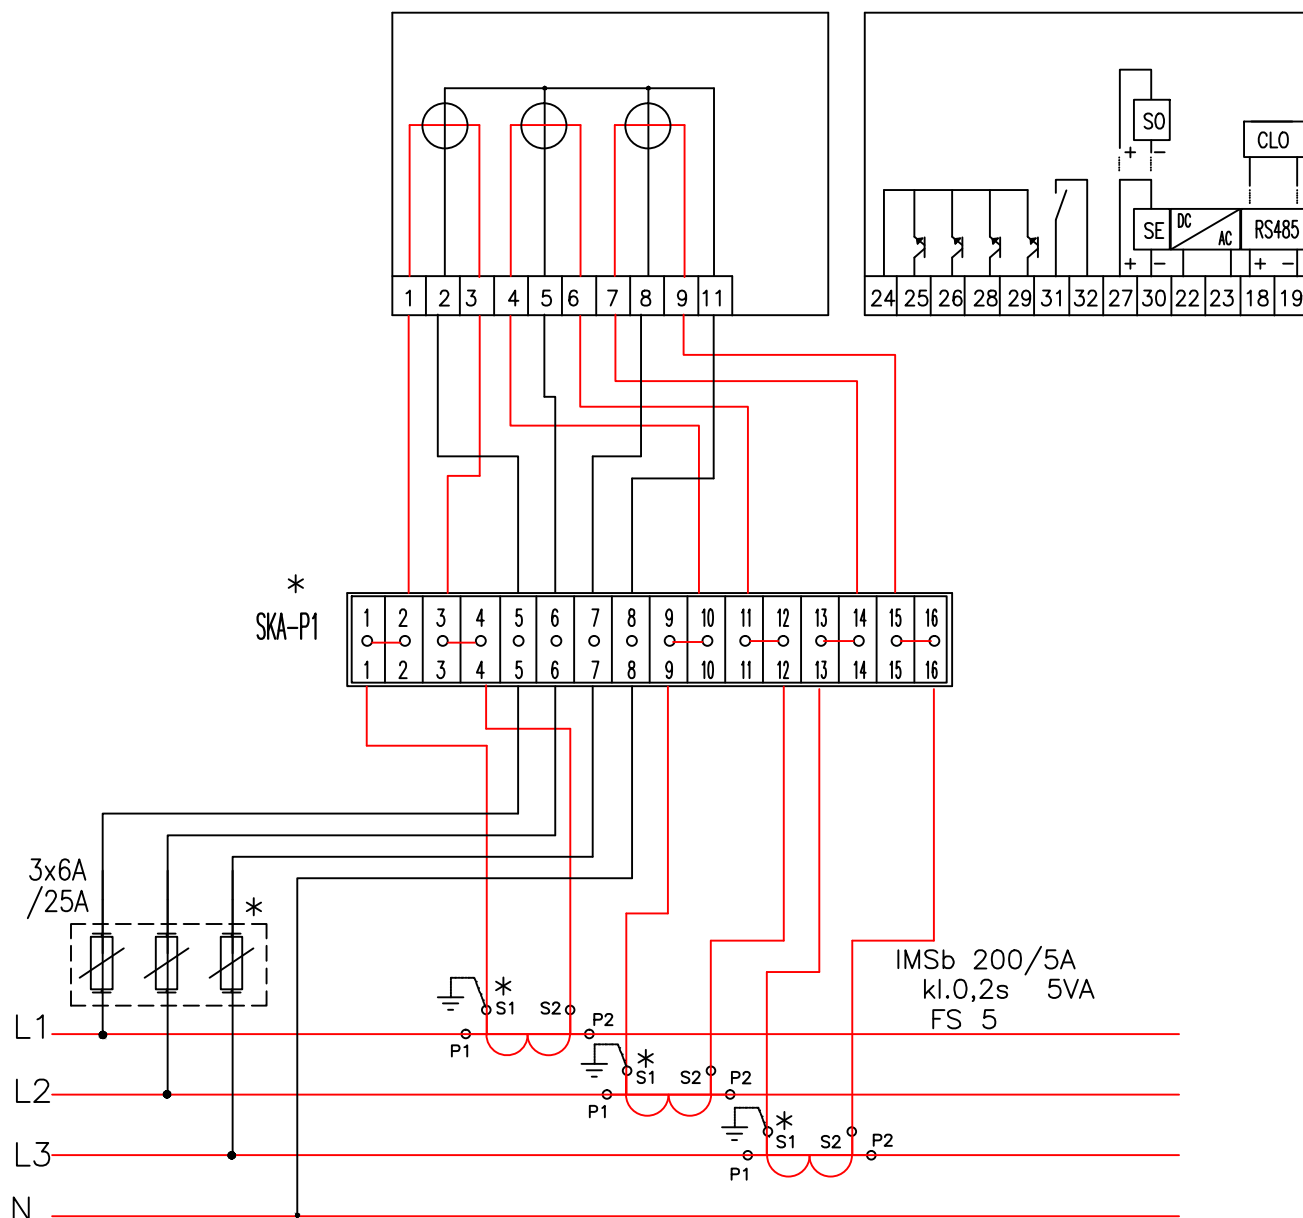 SO
CLO
+ −
SE DC AC RS485
+ − + −
1 2 3 4 5 6 7 8 9 11
24 25 26 28 29 31 32 27 30 22 23 18 19
*
SKA-P1
1 2 3 4 5 6 7 8 9 10 11 12 13 14 15 16
1 2 3 4 5 6 7 8 9 10 11 12 13 14 15 16
3x6A
/25A
*
IMSb 200/5A
kl.0,2s 5VA
FS 5
* S1 S2
L1 P1 P2
* S1 S2
L2 P1 P2
* S1 S2
L3 P1 P2
N